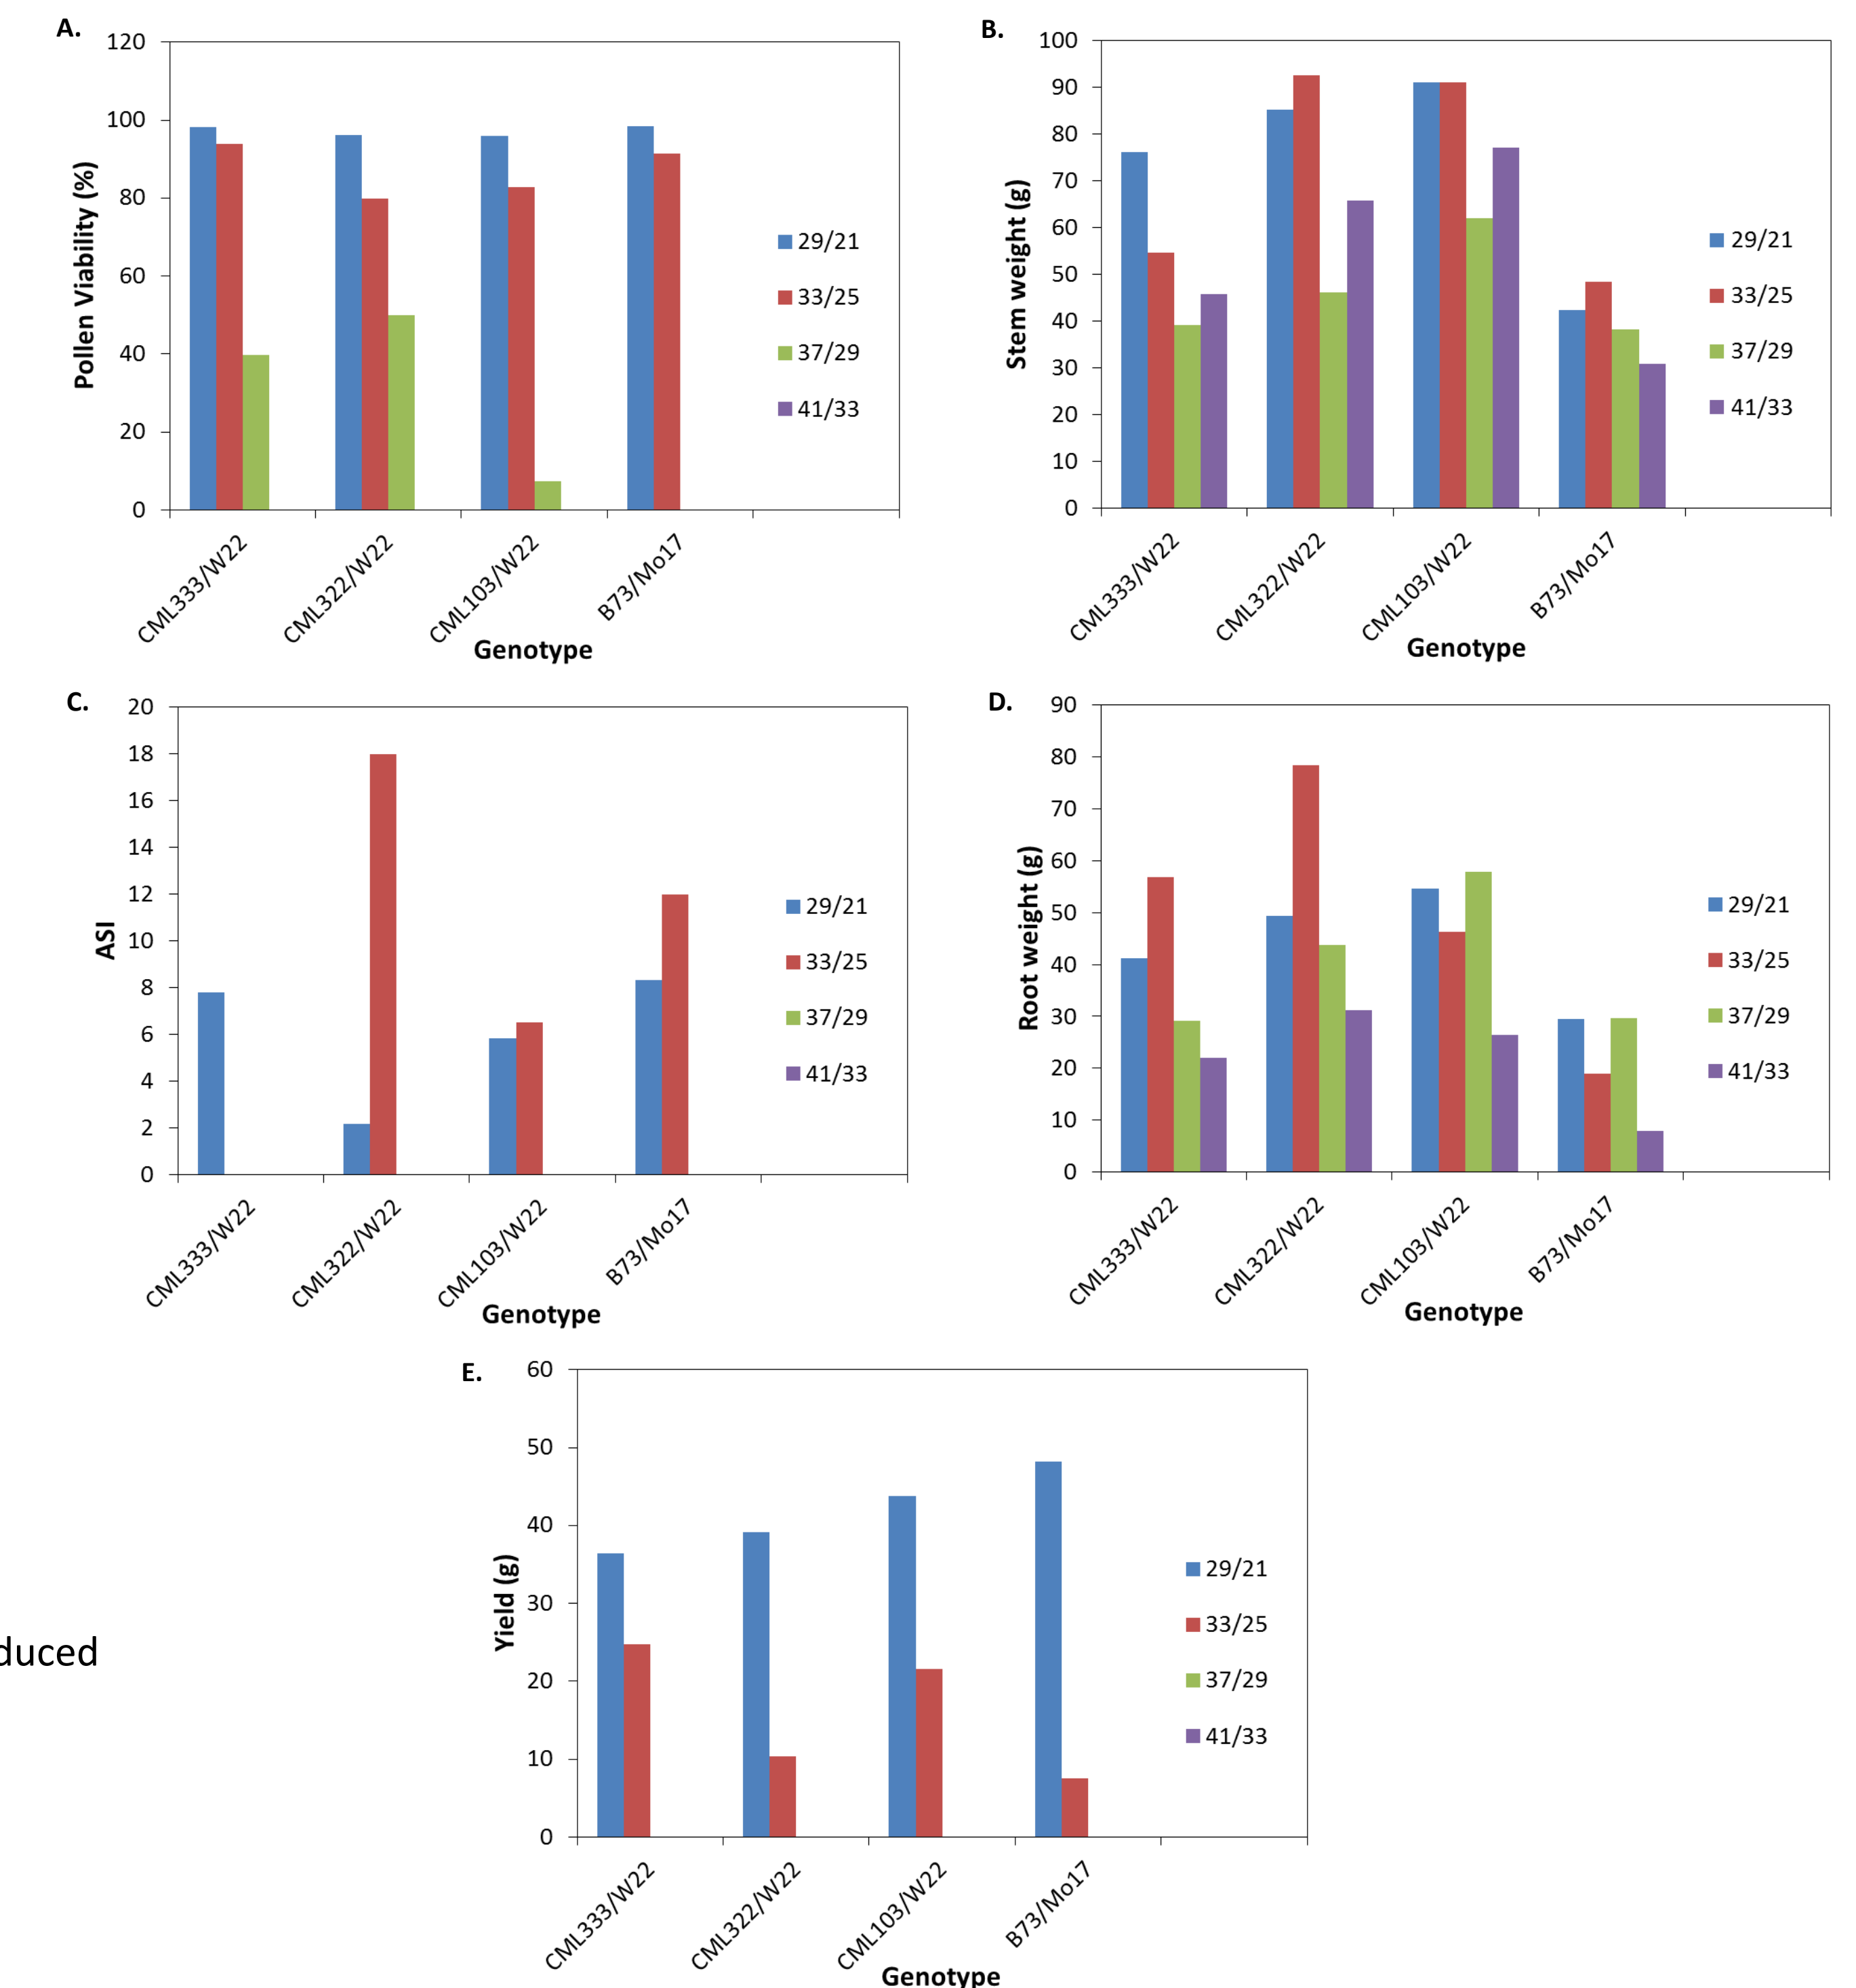 A.
120
100
80
60
40
20
0
Pollen Viability (%)
29/21
33/25
37/29
41/33
CML333/W22
CML322/W22
CML103/W22
B73/Mo17
Genotype
B.
100
90
80
70
60
50
40
30
20
10
0
Stem weight (g)
29/21
33/25
37/29
41/33
CML333/W22
CML322/W22
CML103/W22
B73/Mo17
Genotype
C.
20
18
16
14
12
10
8
6
4
2
0
ASI
29/21
33/25
37/29
41/33
CML333/W22
CML322/W22
CML103/W22
B73/Mo17
Genotype
D.
90
80
70
60
50
40
30
20
10
0
Root weight (g)
29/21
33/25
37/29
41/33
CML333/W22
CML322/W22
CML103/W22
B73/Mo17
Genotype
E.
60
50
40
30
20
10
0
Yield (g)
29/21
33/25
37/29
41/33
CML333/W22
CML322/W22
CML103/W22
B73/Mo17
Genotype
duced